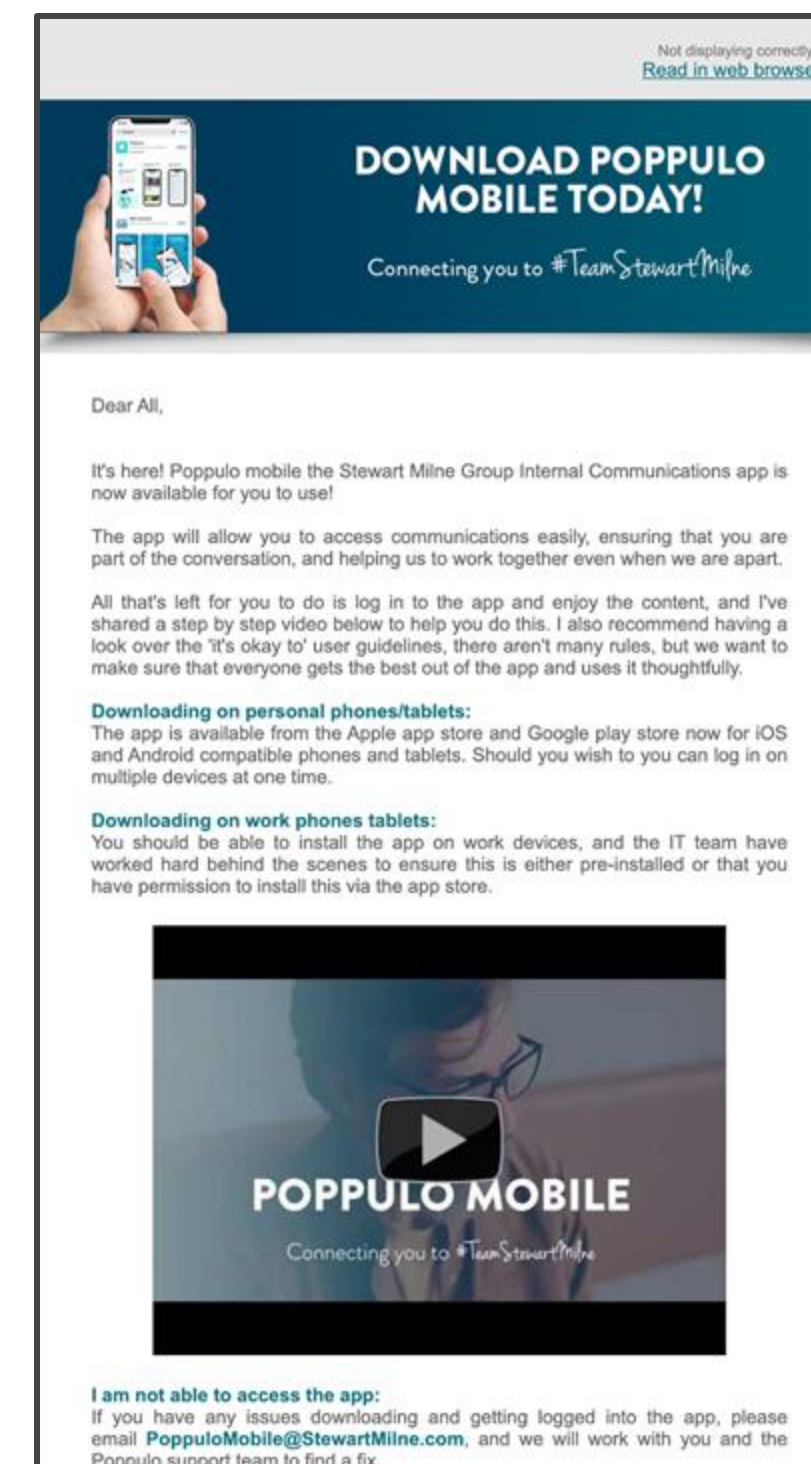 Not displaying correctly
Read in web browse
DOWNLOAD POPPULO
MOBILE TODAY!
Connecting you to #TeamStewartMilne
Dear All,
It's here! Poppulo mobile the Stewart Milne Group Internal Communications app is
now available for you to use!
The app will allow you to access communications easily, ensuring that you are
part of the conversation, and helping us to work together even when we are apart.
All that's left for you to do is log in to the app and enjoy the content, and I've
shared a step by step video below to help you do this. I also recommend having a
look over the 'it's okay to' user guidelines, there aren't many rules, but we want to
make sure that everyone gets the best out of the app and uses it thoughtfully.
Downloading on personal phones/tablets:
The app is available from the Apple app store and Google play store now for iOS
and Android compatible phones and tablets. Should you wish to you can log in on
multiple devices at one time.
Downloading on work phones tablets:
You should be able to install the app on work devices, and the IT team have
worked hard behind the scenes to ensure this is either pre-installed or that you
have permission to install this via the app store.
POPPULO MOBILE
Connecting you to #TeamStewartMilne
I am not able to access the app:
If you have any issues downloading and getting logged into the app, please
email PoppuloMobile@StewartMilne.com, and we will work with you and the
Poppulo support team to find a fix.